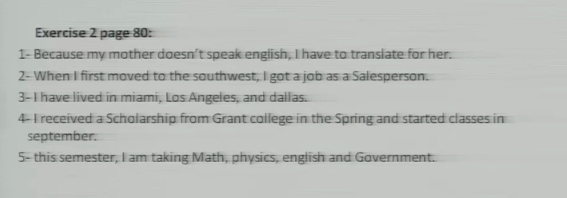 Exercise 2 page 80:
1- Because my mother doesn't speak english, I have to translate for her.
2- When I first moved to the southwest, I got a job as a Salesperson.
3- I have lived in miami, Los Angeles, and dallas.
4- I received a Scholarship from Grant college in the Spring and started classes in
september.
5- this semester, I am taking Math, physics, english and Government.